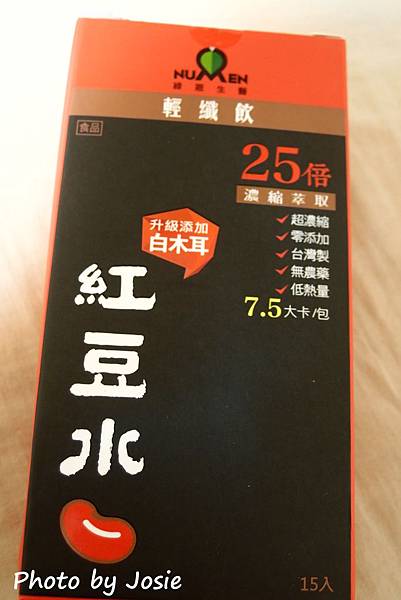 NUMEN
綠恩生醫
輕纖飲
食品
25倍
濃縮萃取
升級添加
白木耳
超濃縮
零添加
台灣製
無農藥
低熱量
7.5大卡/包
紅豆水
15入
Photo by Josie